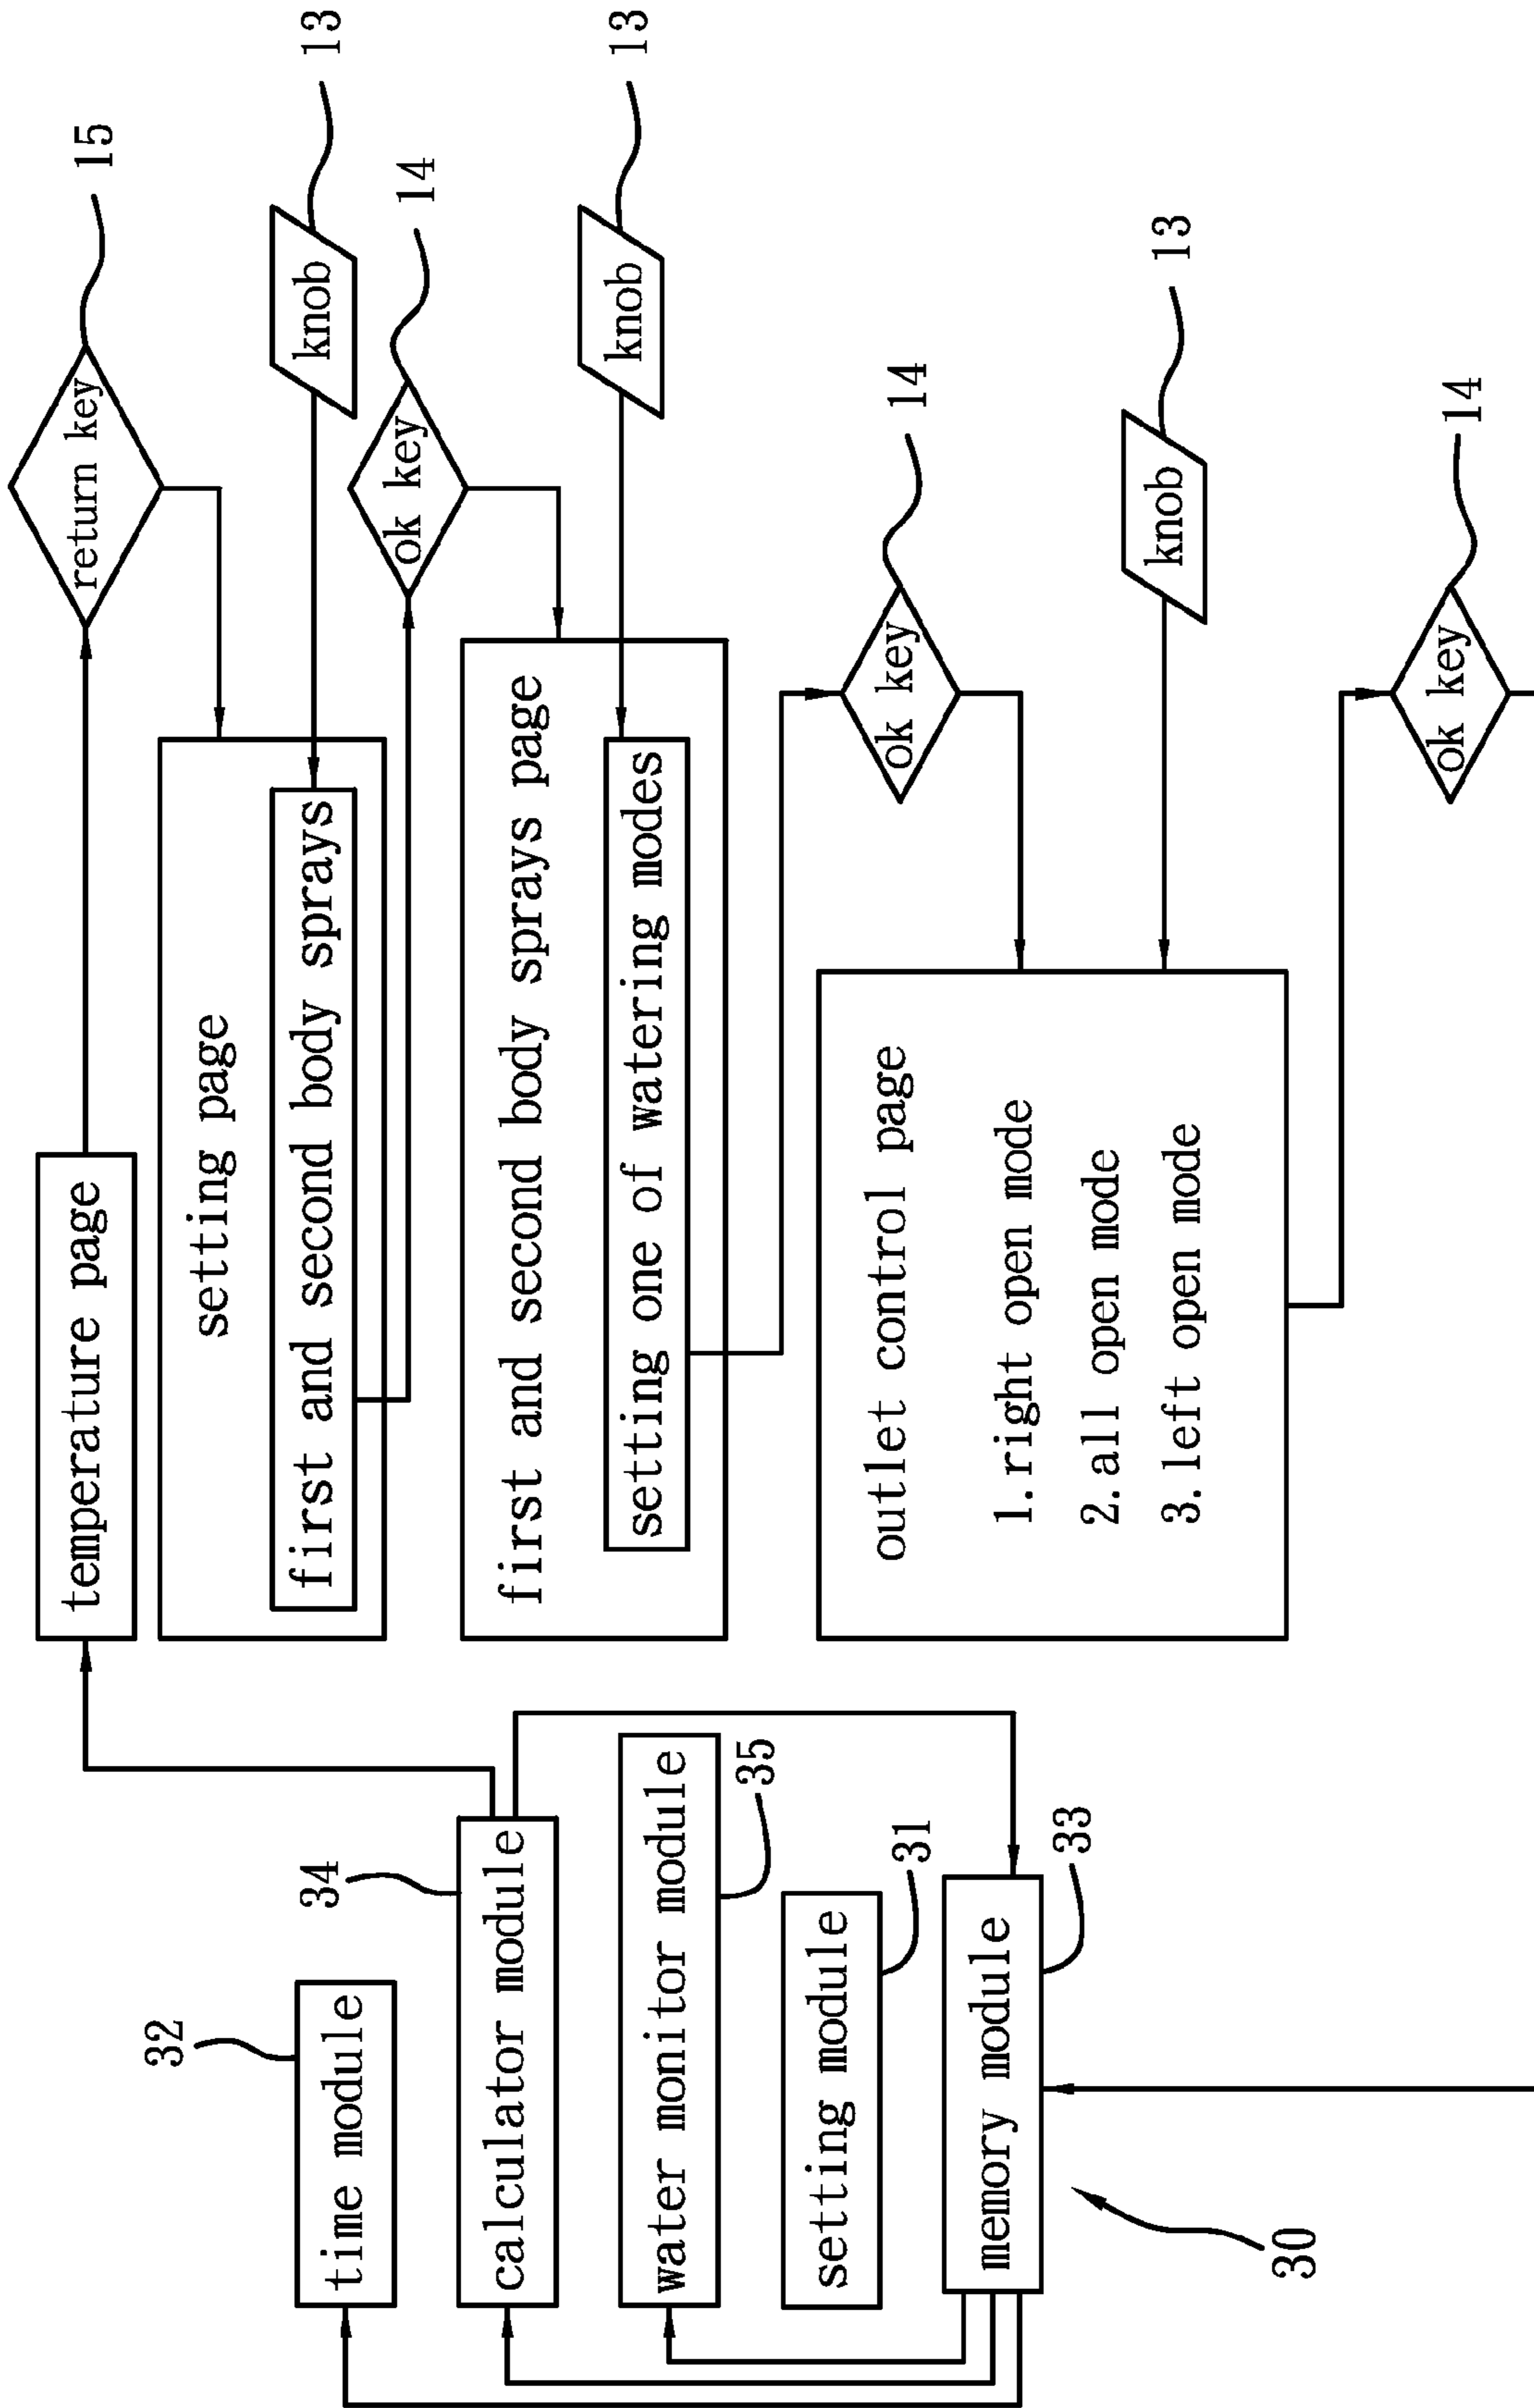 32
time module
34
calculator module
water monitor module
35
setting module
31
memory module
33
30
temperature page
return key
15
setting page
first and second body sprays
knob
13
ok key
14
first and second body sprays page
setting one of watering modes
knob
13
ok key
14
outlet control page
1. right open mode
2. all open mode
3. left open mode
knob
13
ok key
14